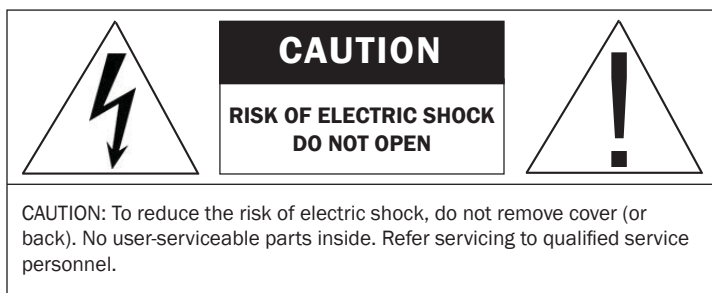 CAUTION
RISK OF ELECTRIC SHOCK
DO NOT OPEN
!
CAUTION: To reduce the risk of electric shock, do not remove cover (or
back). No user-serviceable parts inside. Refer servicing to qualified service
personnel.